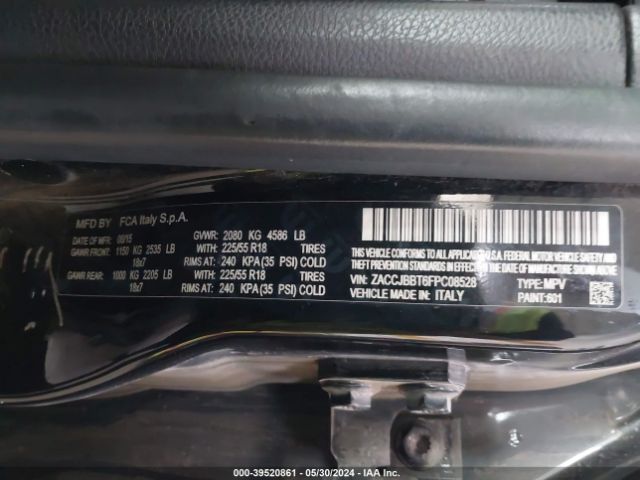 MFD BY FCA Italy S.p.A.
DATE OF MFR 09/15 GVWR: 2080 KG 4586 LB
GAWR FRONT: 1150 KG 2535 LB WITH: 225/55 R18 TIRES
18x7 RIMS AT: 240 KPA(35 PSI) COLD
GAWR REAR: 1000 KG 2205 LB WITH: 225/55 R18 TIRES
18x7 RIMS AT: 240 KPA(35 PSI) COLD
THIS VEHICLE CONFORMS TO ALL APPLICABLE U.S.A. FEDERAL MOTOR
VEHICLE SAFETY, BUMPER, AND THEFT PREVENTION STANDARDS IN
EFFECT ON THE DATE OF MANUFACTURE SHOWN ABOVE.
VIN: ZACCJBBT6FPC08528 TYPE: MPV
VEHICLE MADE IN: ITALY PAINT: 601
000-39520861 - 05/30/2024 - IAA Inc.